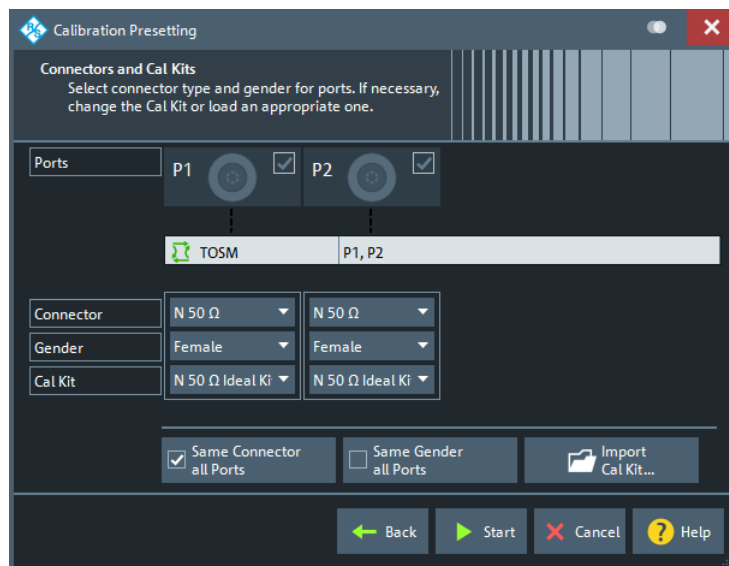 R&S Calibration Presetting
Connectors and Cal Kits
Select connector type and gender for ports. If necessary,
change the Cal Kit or load an appropriate one.
Ports P1 P2
TOSM P1, P2
Connector N 50 Ω N 50 Ω
Gender Female Female
Cal Kit N 50 Ω Ideal Ki N 50 Ω Ideal Ki
Same Connector
all Ports
Same Gender
all Ports
Import
Cal Kit...
Back Start Cancel ? Help